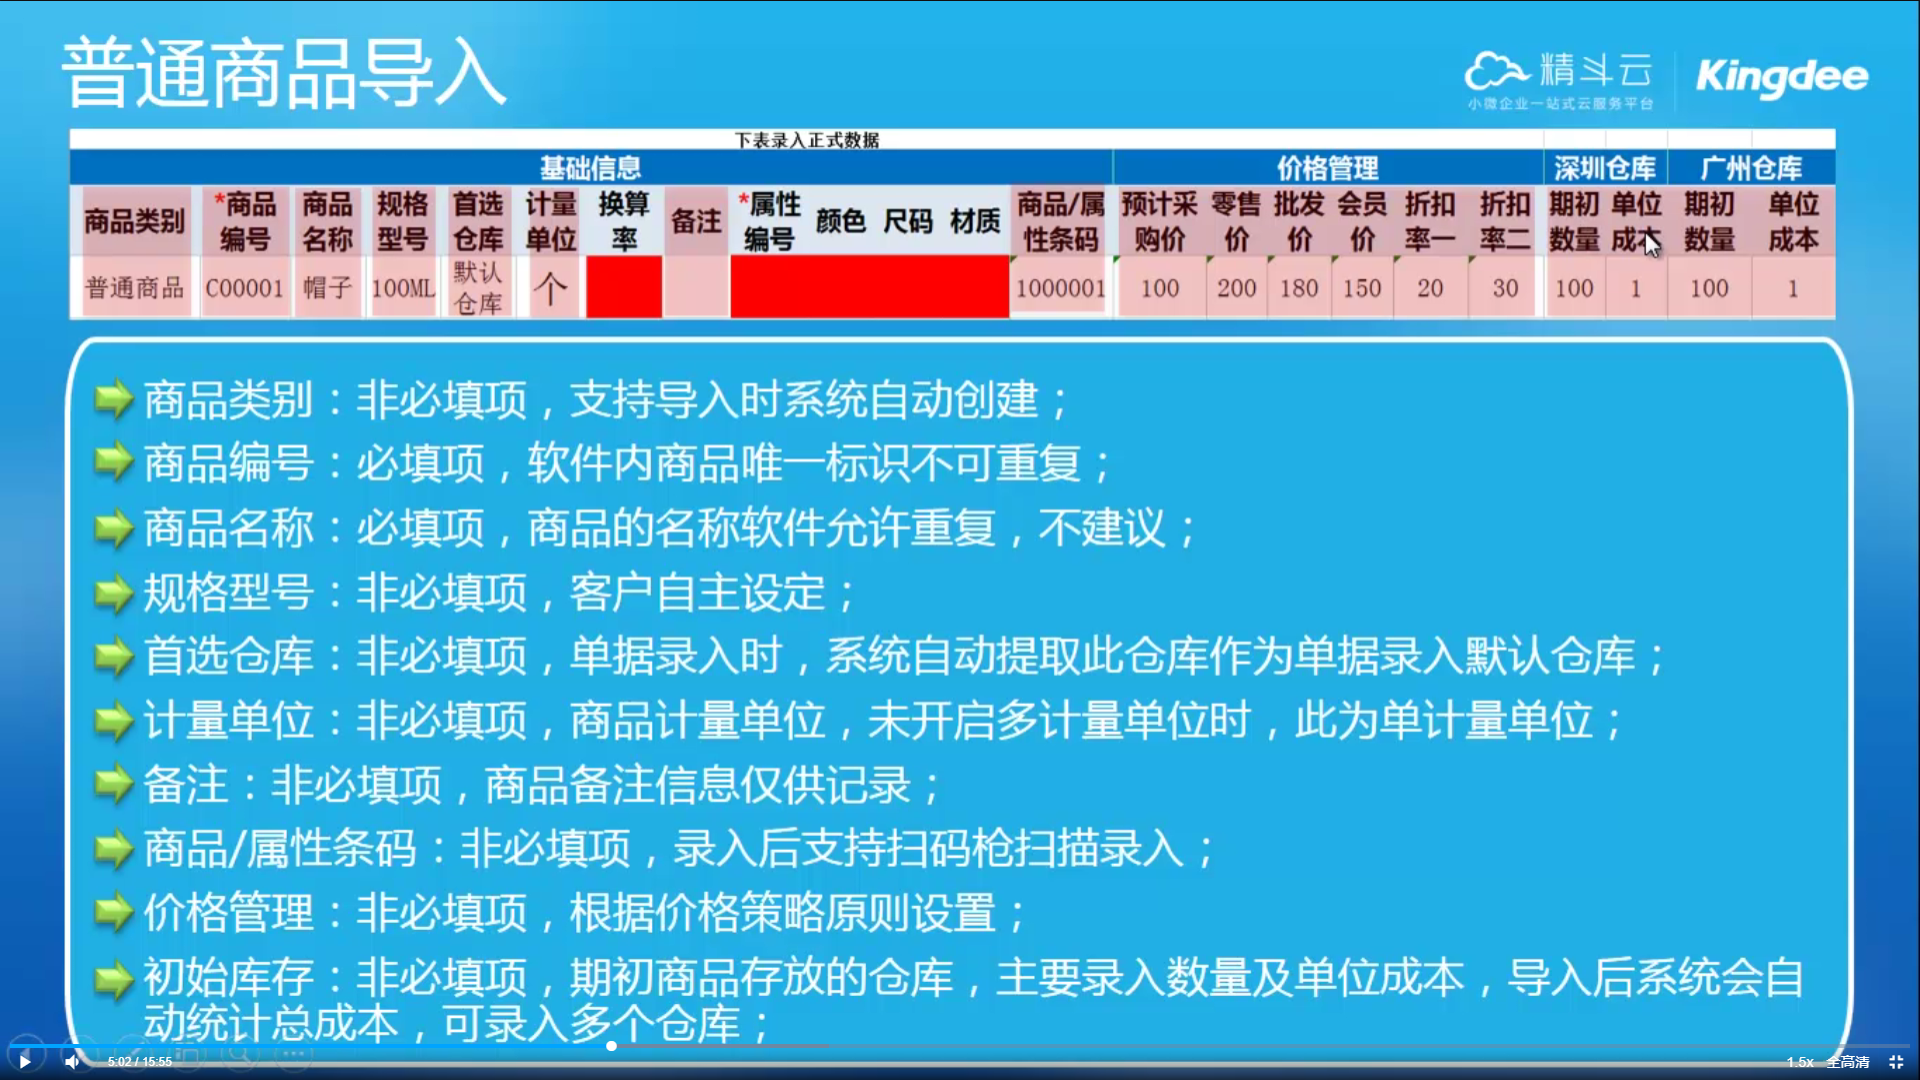 普通商品导入
精斗云
小微企业一站式云服务平台
Kingdee
下表录入正式数据
基础信息 价格管理 深圳仓库 广州仓库
商品类别 *商品编号 商品名称 规格型号 首选仓库 计量单位 换算率 备注 *属性编号 颜色 尺码 材质 商品/属性条码 预计采购价 零售价 批发价 会员价 折扣率一 折扣率二 期初数量 单位成本 期初数量 单位成本
普通商品 C00001 帽子 100ML 默认仓库 个 1000001 100 200 180 150 20 30 100 1 100 1
商品类别：非必填项，支持导入时系统自动创建；
商品编号：必填项，软件内商品唯一标识不可重复；
商品名称：必填项，商品的名称软件允许重复，不建议；
规格型号：非必填项，客户自主设定；
首选仓库：非必填项，单据录入时，系统自动提取此仓库作为单据录入默认仓库；
计量单位：非必填项，商品计量单位，未开启多计量单位时，此为单计量单位；
备注：非必填项，商品备注信息仅供记录；
商品/属性条码：非必填项，录入后支持扫码枪扫描录入；
价格管理：非必填项，根据价格策略原则设置；
初始库存：非必填项，期初商品存放的仓库，主要录入数量及单位成本，导入后系统会自
动统计总成本，可录入多个仓库；
5:02 / 15:55
1.5x 全高清